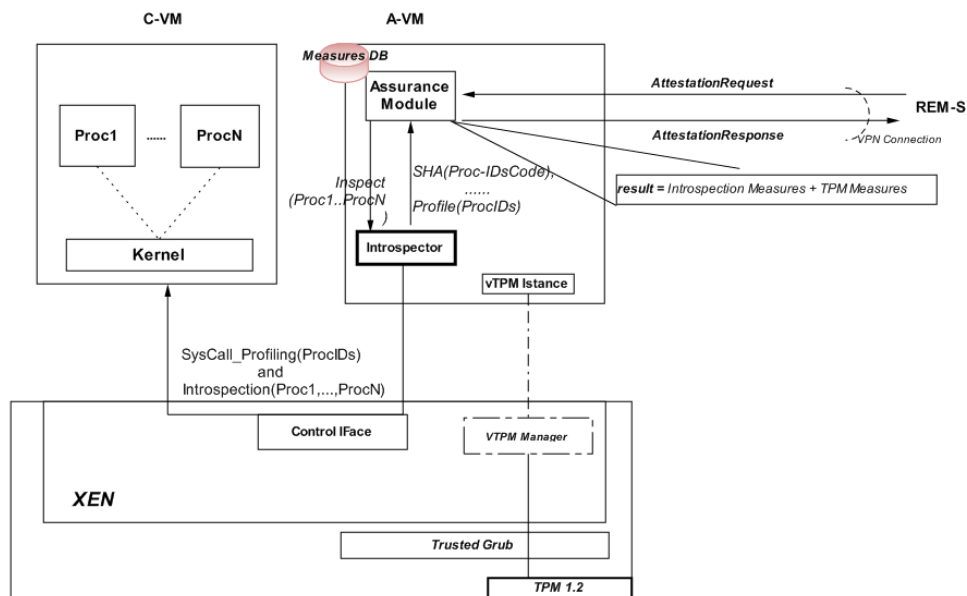 C-VM
A-VM
Measures DB
Assurance
Module
AttestationRequest
REM-S
AttestationResponse
VPN Connection
Proc1
......
ProcN
Inspect
(Proc1..ProcN
)
SHA(Proc-IDsCode),
......
Profile(ProcIDs)
result = Introspection Measures + TPM Measures
Kernel
Introspector
vTPM Istance
SysCall_Profiling(ProcIDs)
and
Introspection(Proc1,...,ProcN)
Control IFace
VTPM Manager
XEN
Trusted Grub
TPM 1.2